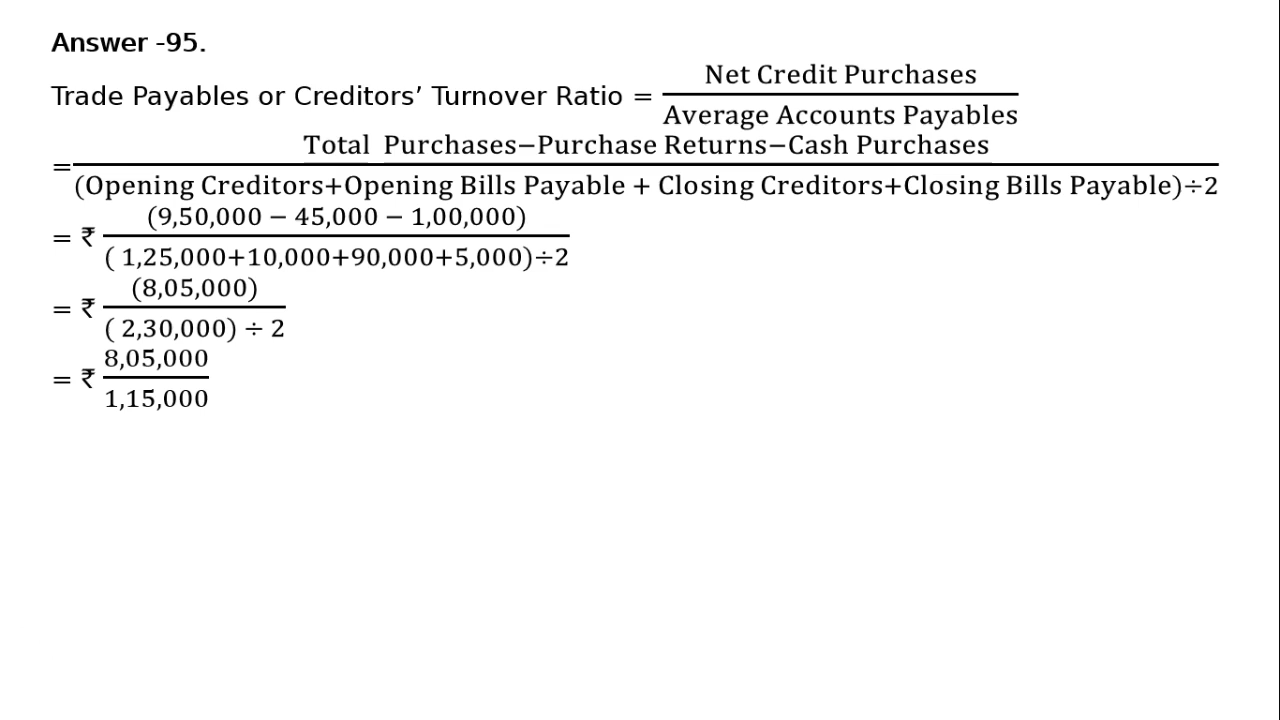 Answer -95.
Trade Payables or Creditors’ Turnover Ratio = Net Credit Purchases / Average Accounts Payables
= Total Purchases−Purchase Returns−Cash Purchases / (Opening Creditors+Opening Bills Payable + Closing Creditors+Closing Bills Payable)÷2
= ₹ (9,50,000 − 45,000 − 1,00,000) / ( 1,25,000+10,000+90,000+5,000)÷2
= ₹ (8,05,000) / ( 2,30,000) ÷ 2
= ₹ 8,05,000 / 1,15,000